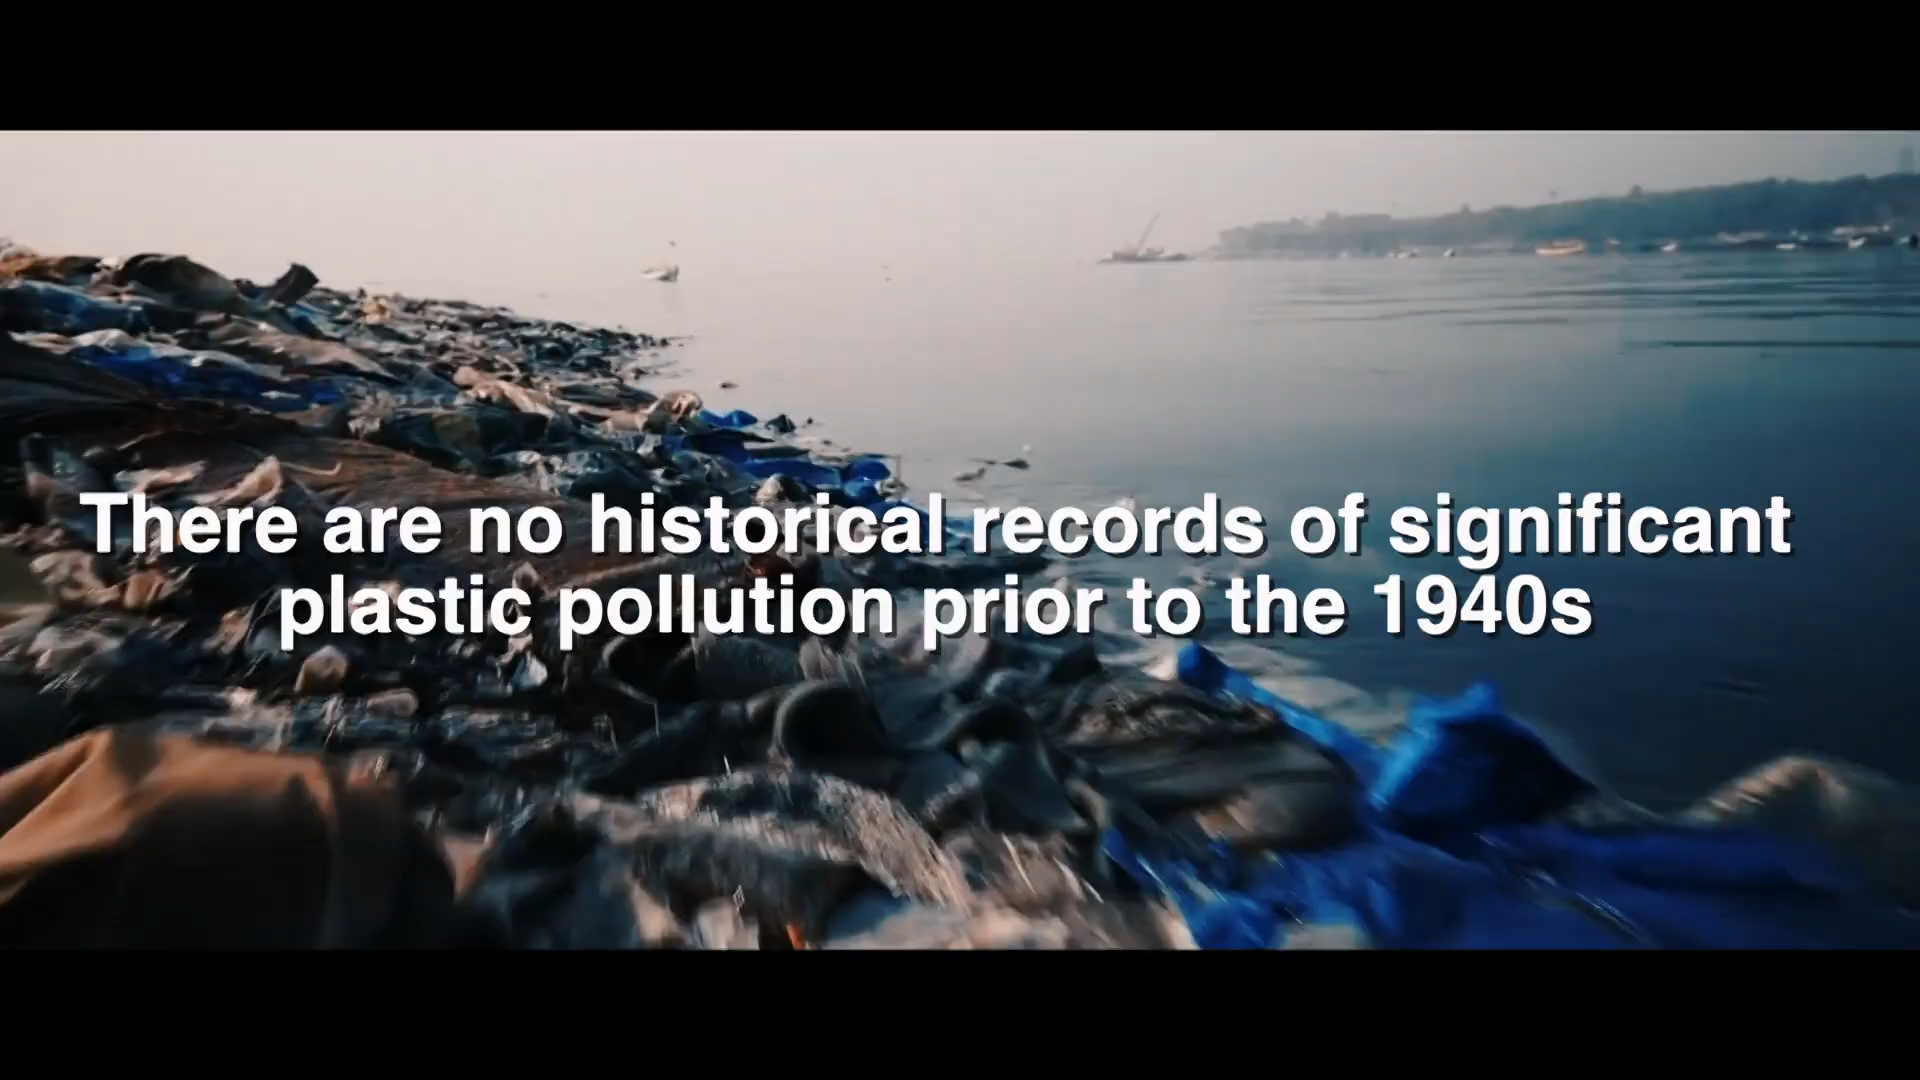 There are no historical records of significant
plastic pollution prior to the 1940s